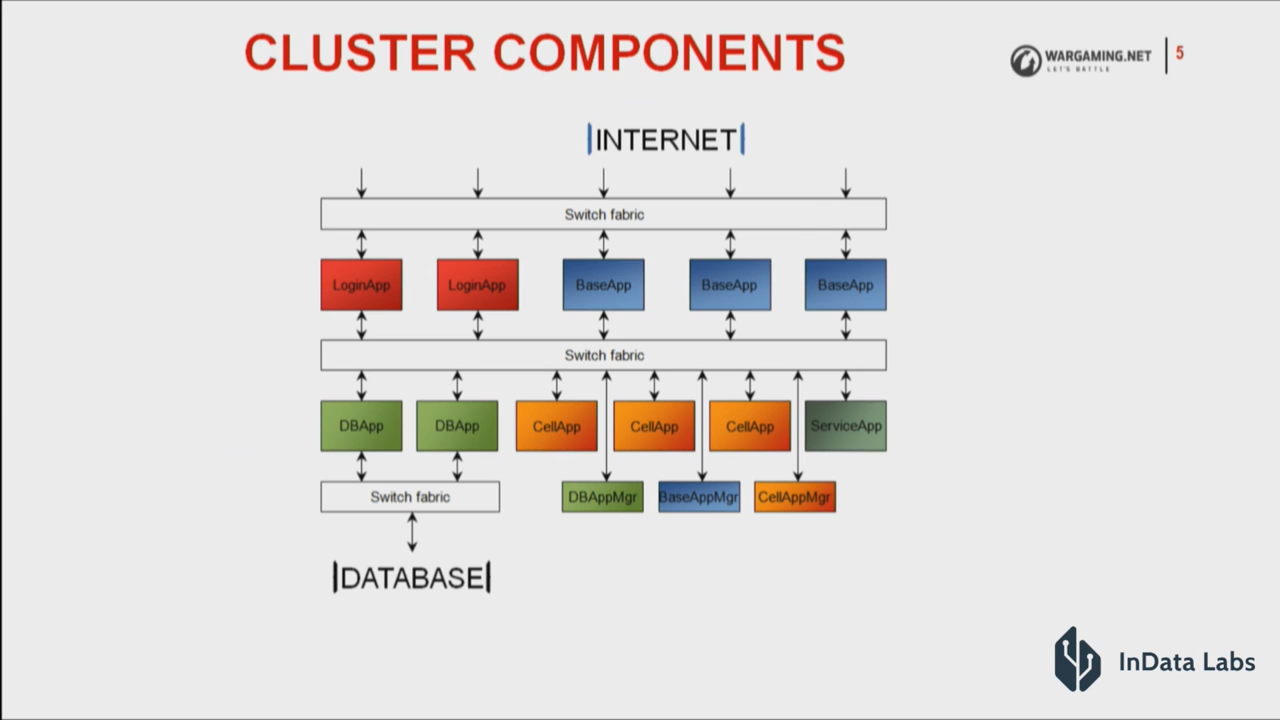 CLUSTER COMPONENTS
WARGAMING.NET
LET'S BATTLE
5
|INTERNET|
Switch fabric
LoginApp LoginApp BaseApp BaseApp BaseApp
Switch fabric
DBApp DBApp CellApp CellApp CellApp ServiceApp
Switch fabric DBAppMgr BaseAppMgr CellAppMgr
|DATABASE|
InData Labs